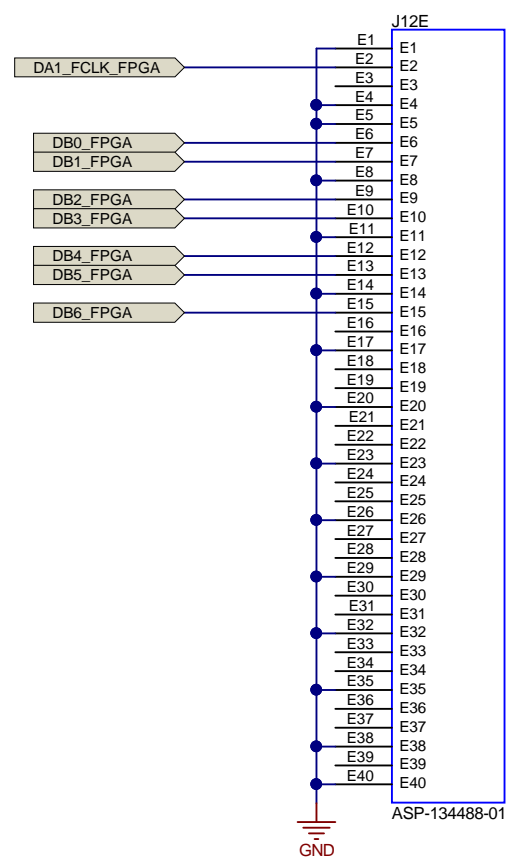 J12E
E1 E1
DA1_FCLK_FPGA E2 E2
E3 E3
E4 E4
E5 E5
DB0_FPGA E6 E6
DB1_FPGA E7 E7
E8 E8
DB2_FPGA E9 E9
DB3_FPGA E10 E10
E11 E11
DB4_FPGA E12 E12
DB5_FPGA E13 E13
E14 E14
DB6_FPGA E15 E15
E16 E16
E17 E17
E18 E18
E19 E19
E20 E20
E21 E21
E22 E22
E23 E23
E24 E24
E25 E25
E26 E26
E27 E27
E28 E28
E29 E29
E30 E30
E31 E31
E32 E32
E33 E33
E34 E34
E35 E35
E36 E36
E37 E37
E38 E38
E39 E39
E40 E40
ASP-134488-01
GND